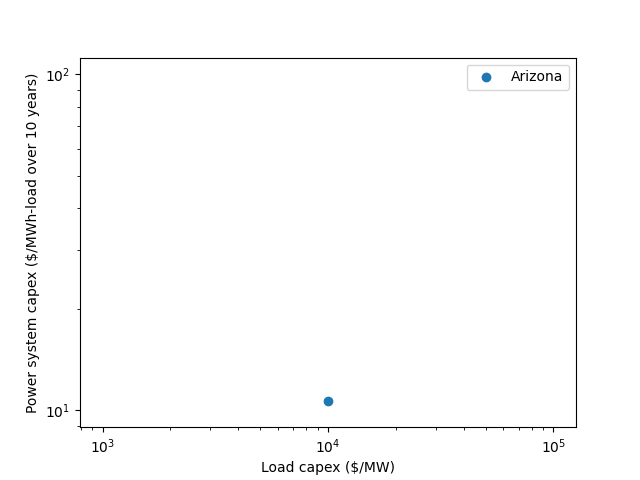 Arizona
Power system capex ($/MWh-load over 10 years)
10²
10¹
10³
10⁴
10⁵
Load capex ($/MW)